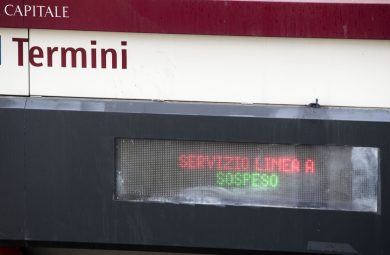 CAPITALE
Termini
SERVIZIO LINEA A
SOSPESO